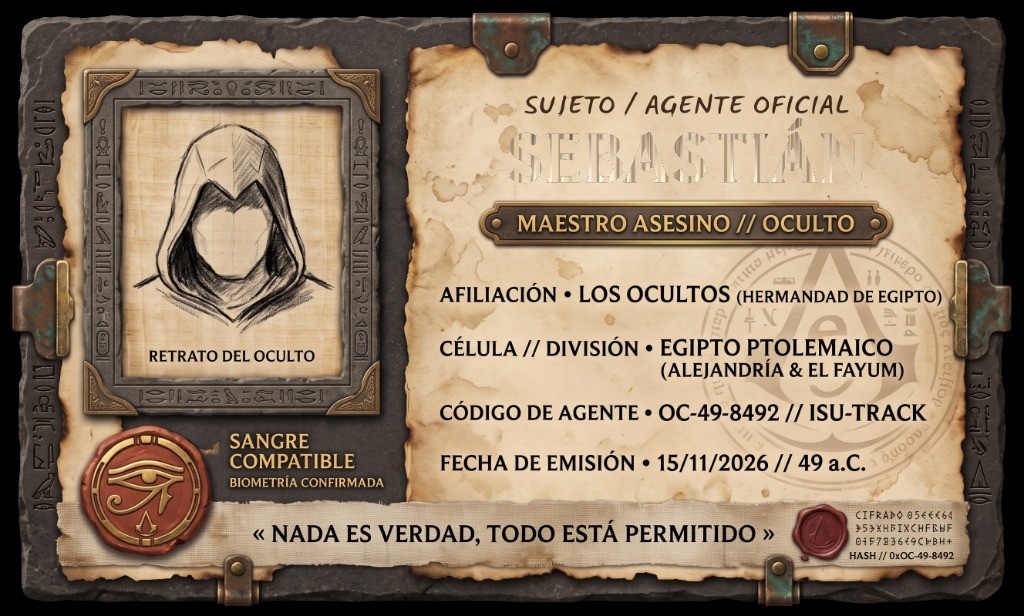 SUJETO / AGENTE OFICIAL
SEBASTIÁN
MAESTRO ASESINO // OCULTO
AFILIACIÓN • LOS OCULTOS (HERMANDAD DE EGIPTO)
CÉLULA // DIVISIÓN • EGIPTO PTOLEMAICO
(ALEJANDRÍA & EL FAYUM)
CÓDIGO DE AGENTE • OC-49-8492 // ISU-TRACK
FECHA DE EMISIÓN • 15/11/2026 // 49 a.C.
RETRATO DEL OCULTO
SANGRE
COMPATIBLE
BIOMETRÍA CONFIRMADA
« NADA ES VERDAD, TODO ESTÁ PERMITIDO »
CIFRADO
HASH // 0xOC-49-8492